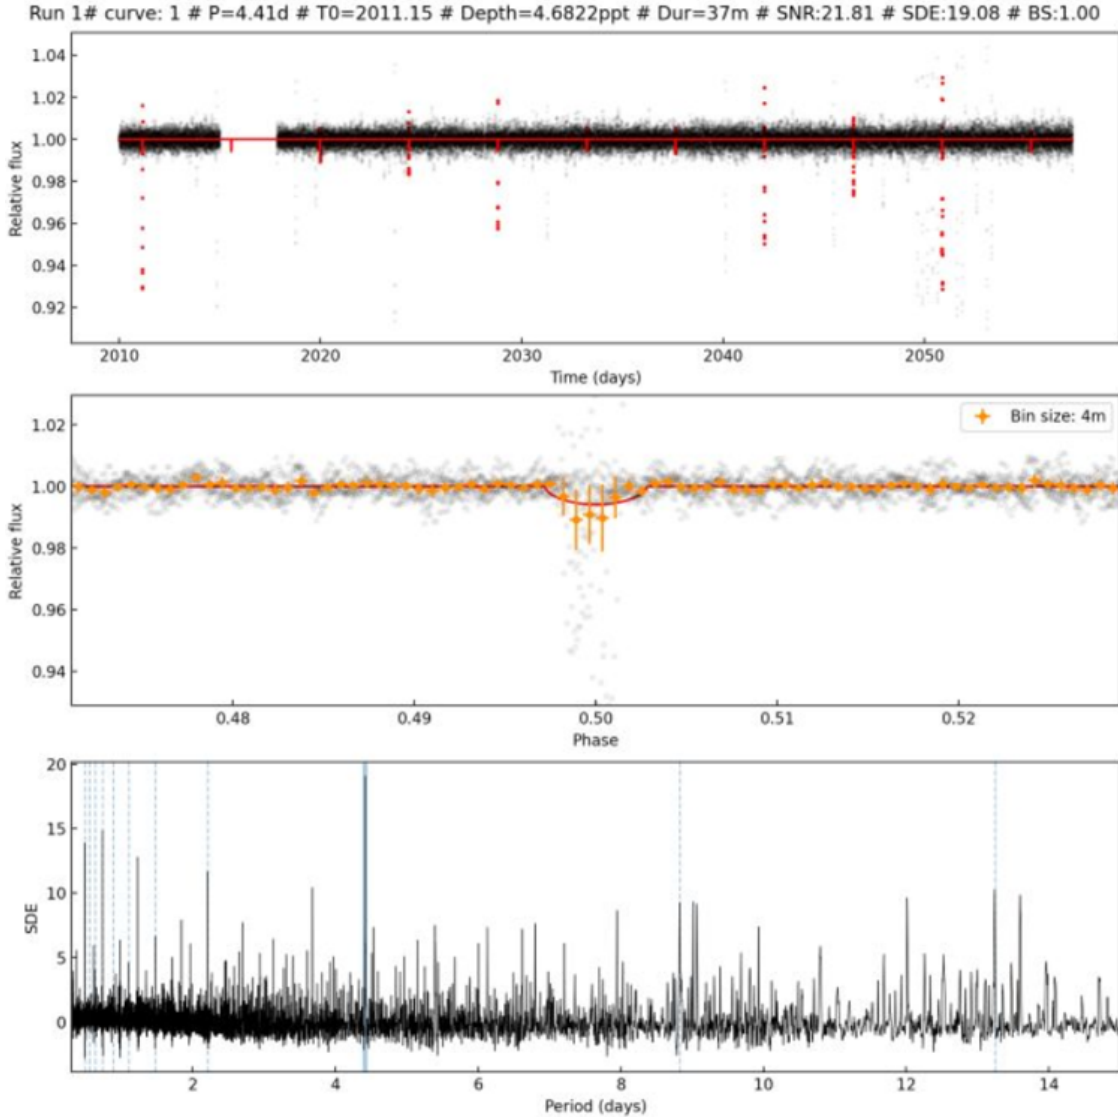 Run 1# curve: 1 # P=4.41d # T0=2011.15 # Depth=4.6822ppt # Dur=37m # SNR:21.81 # SDE:19.08 # BS:1.00
1.04
1.02
1.00
0.98
0.96
0.94
0.92
Relative flux
2010 2020 2030 2040 2050
Time (days)
Bin size: 4m
1.02
1.00
0.98
0.96
0.94
Relative flux
0.48 0.49 0.50 0.51 0.52
Phase
20
15
10
5
0
SDE
2 4 6 8 10 12 14
Period (days)